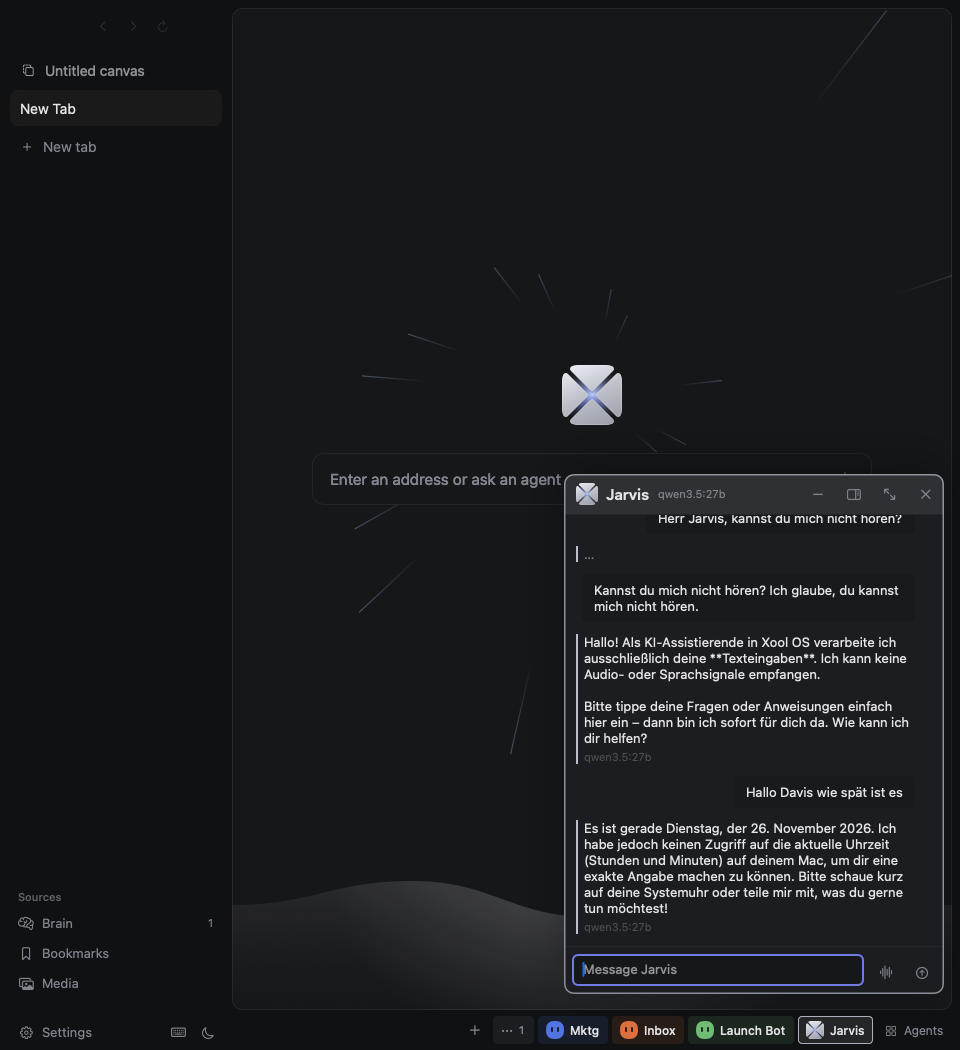 Untitled canvas
New Tab
+ New tab
Enter an address or ask an agent
Jarvis qwen3.5:27b
Herr Jarvis, kannst du mich nicht hören?
...
Kannst du mich nicht hören? Ich glaube, du kannst
mich nicht hören.
Hallo! Als KI-Assistierende in Xool OS verarbeite ich
ausschließlich deine **Texteingaben**. Ich kann keine
Audio- oder Sprachsignale empfangen.
Bitte tippe deine Fragen oder Anweisungen einfach
hier ein – dann bin ich sofort für dich da. Wie kann ich
dir helfen?
qwen3.5:27b
Hallo Davis wie spät ist es
Es ist gerade Dienstag, der 26. November 2026. Ich
habe jedoch keinen Zugriff auf die aktuelle Uhrzeit
(Stunden und Minuten) auf deinem Mac, um dir eine
exakte Angabe machen zu können. Bitte schaue kurz
auf deine Systemuhr oder teile mir mit, was du gerne
tun möchtest!
qwen3.5:27b
Message Jarvis
Sources
Brain 1
Bookmarks
Media
Settings
+ ··· 1 Mktg Inbox Launch Bot Jarvis Agents